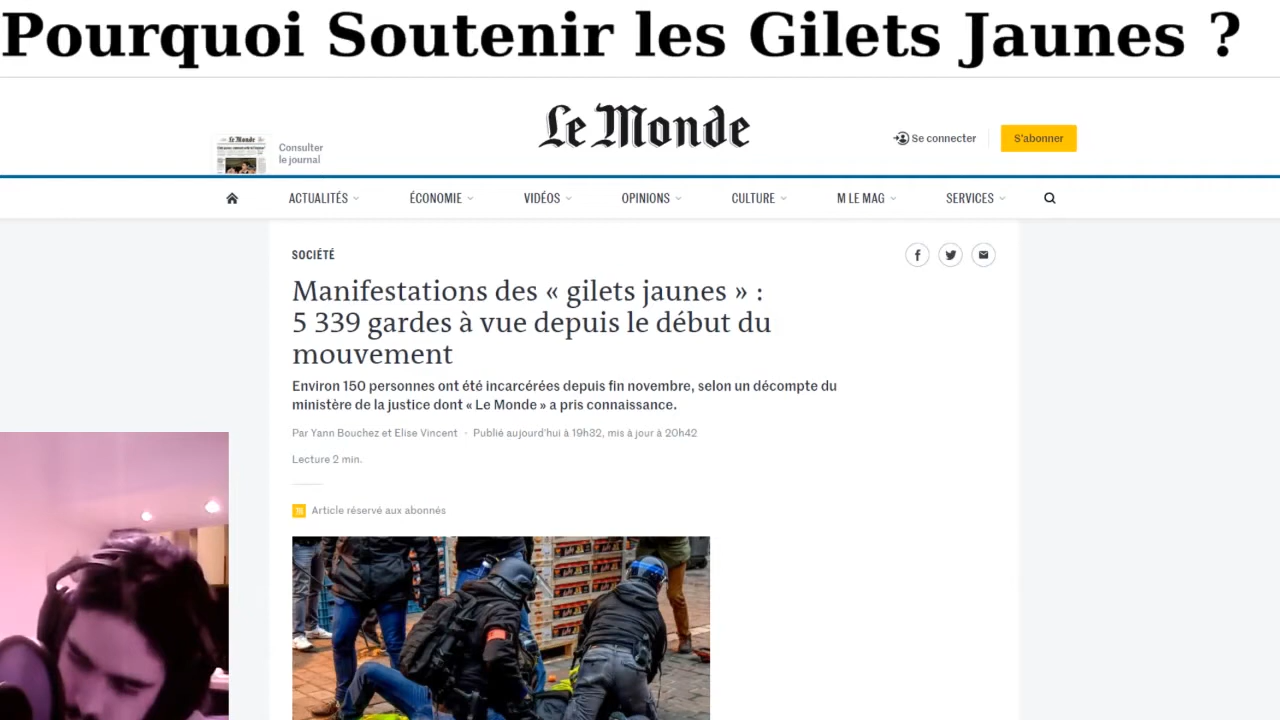 Pourquoi Soutenir les Gilets Jaunes ?
Le Monde
Consulter
le journal
Le Monde
Se connecter
S'abonner
ACTUALITÉS
ÉCONOMIE
VIDÉOS
OPINIONS
CULTURE
M LE MAG
SERVICES
SOCIÉTÉ
Manifestations des « gilets jaunes » :
5 339 gardes à vue depuis le début du
mouvement
Environ 150 personnes ont été incarcérées depuis fin novembre, selon un décompte du
ministère de la justice dont « Le Monde » a pris connaissance.
Par Yann Bouchez et Elise Vincent · Publié aujourd'hui à 19h32, mis à jour à 20h42
Lecture 2 min.
Article réservé aux abonnés